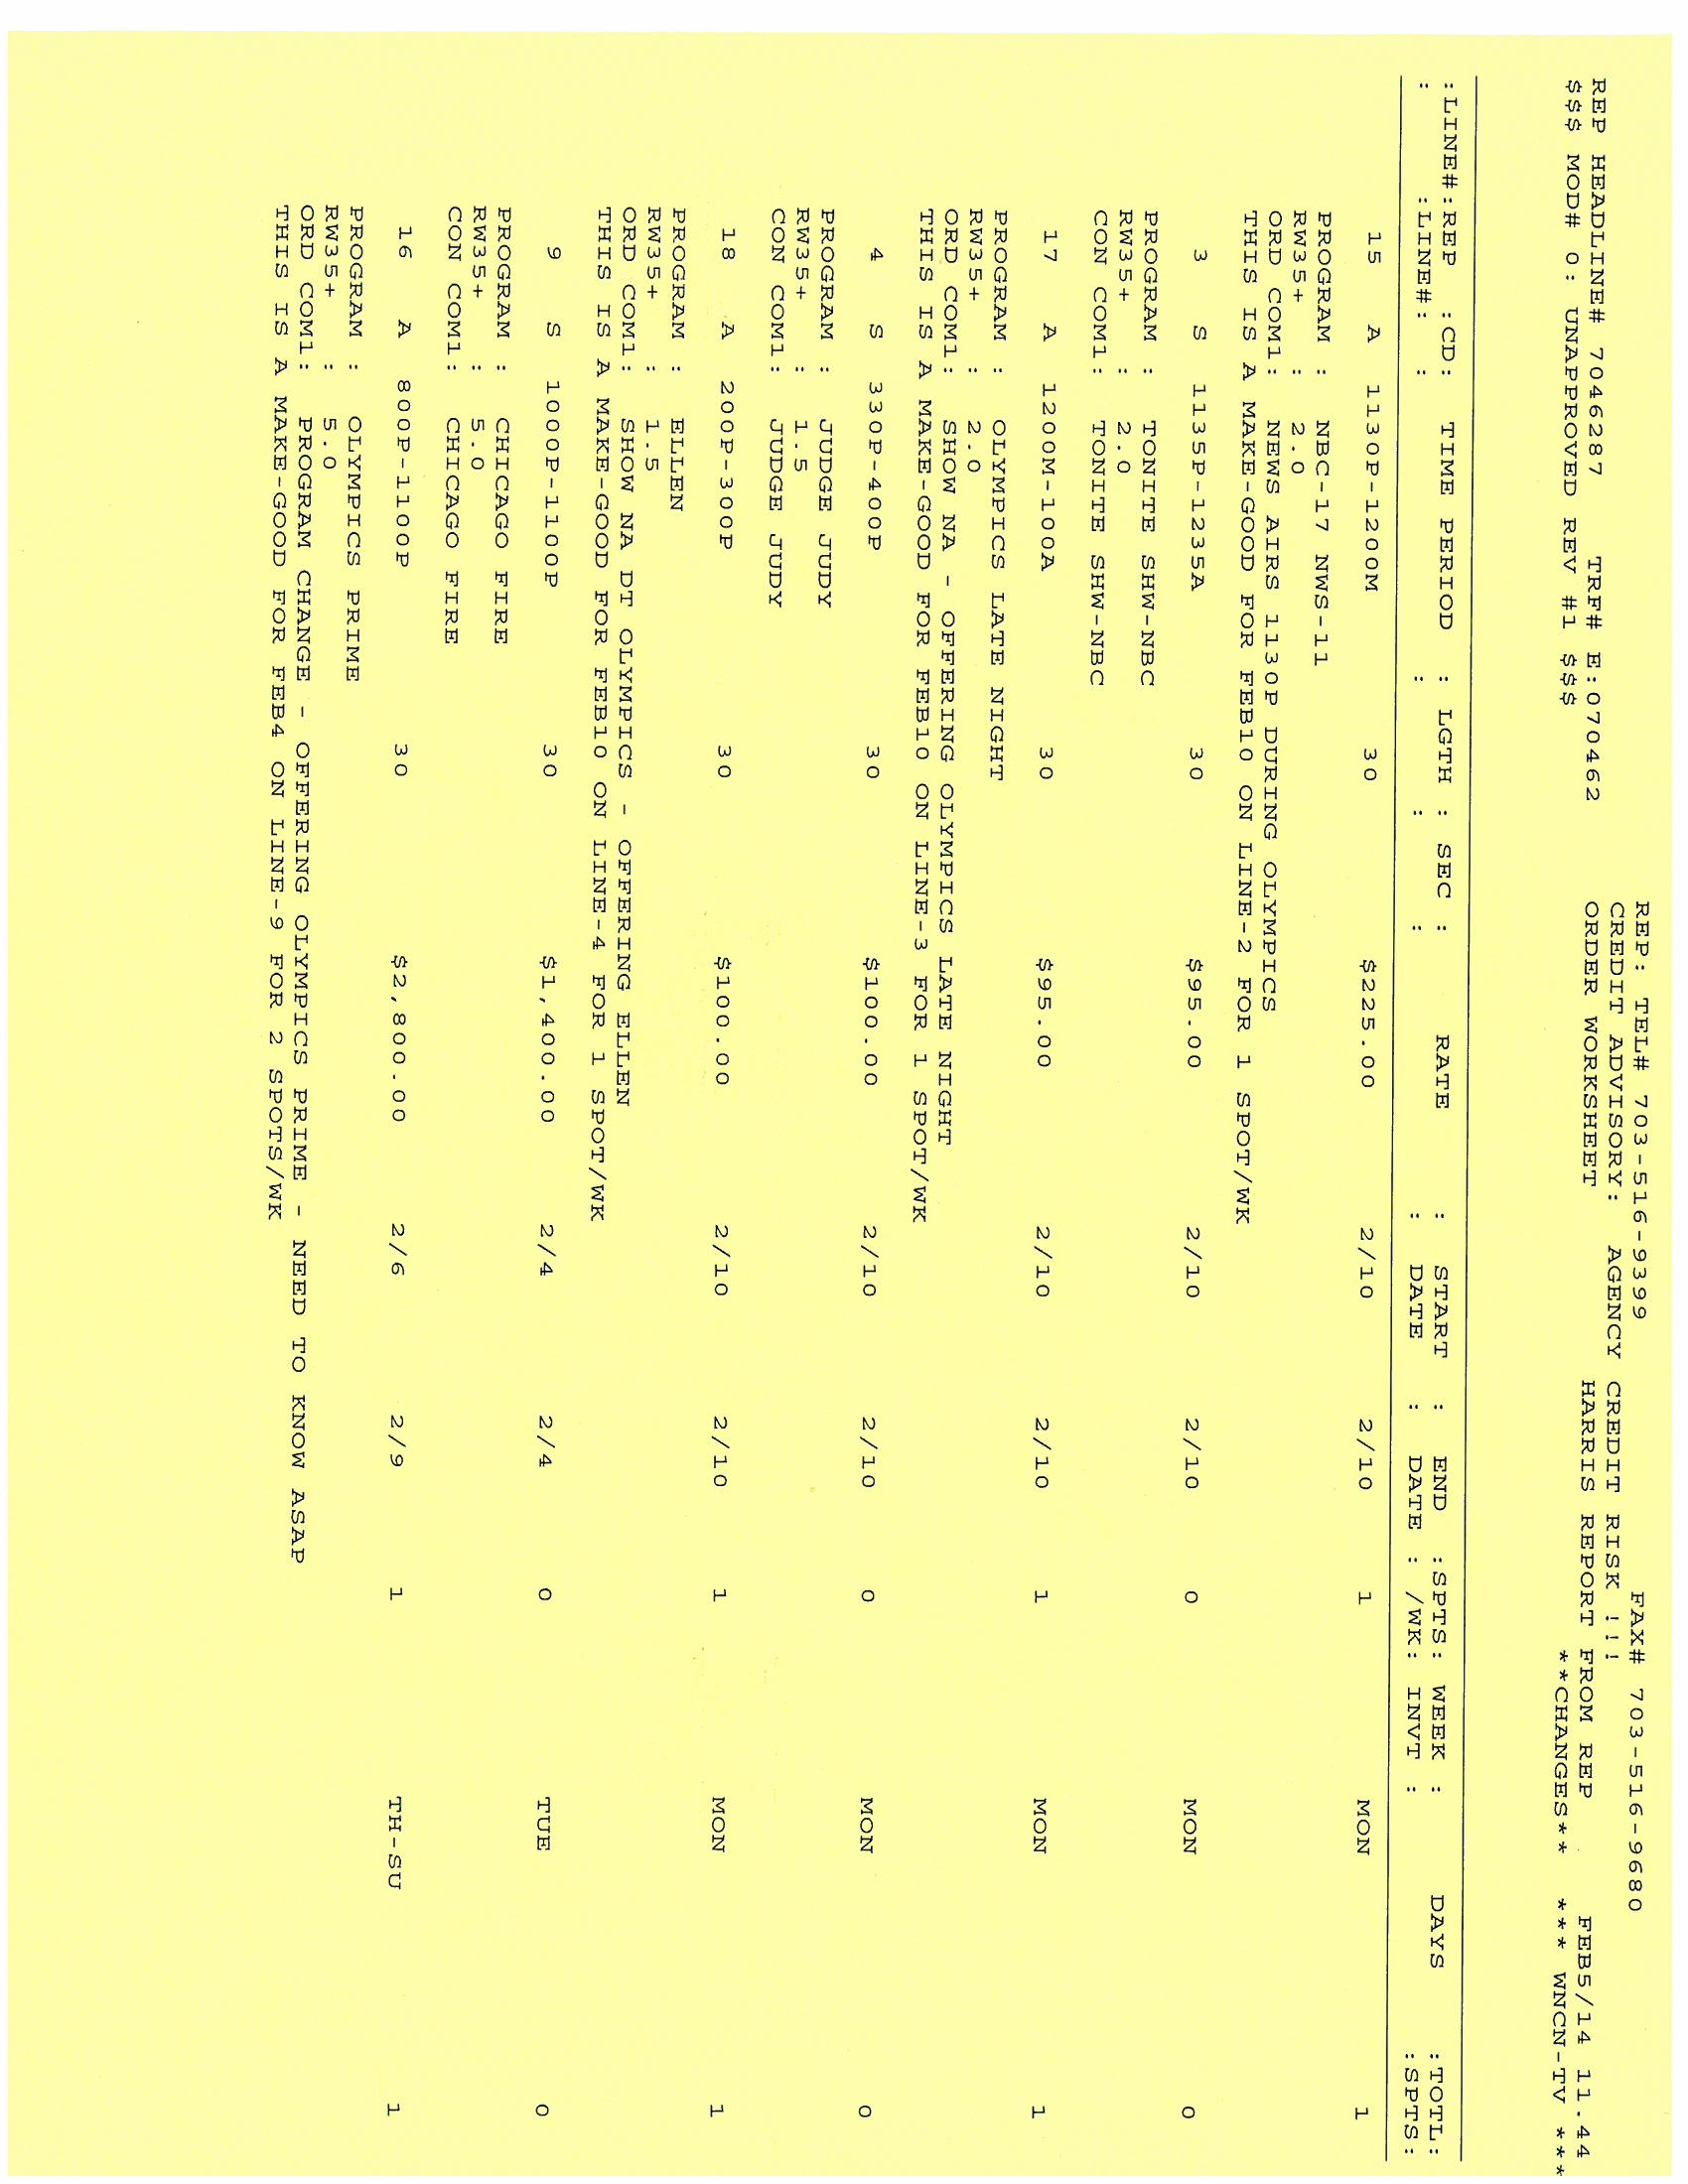 REP: TEL# 703-516-9399 FAX# 703-516-9680
CREDIT ADVISORY: AGENCY CREDIT RISK !!!
REP HEADLINE# 7046287 TRF# E:070462 ORDER WORKSHEET HARRIS REPORT FROM REP FEB5/14 11.44
$$$ MOD# 0: UNAPPROVED REV #1 $$$ **CHANGES** *** WNCN-TV ***
:LINE#:REP :CD: TIME PERIOD : LGTH : SEC : RATE : START : END :SPTS: WEEK : DAYS :TOTL:
: :LINE#: : : : : : DATE : DATE : /WK: INVT : :SPTS:
15 A 1130P-1200M 30 $225.00 2/10 2/10 1 MON 1
PROGRAM : NBC-17 NWS-11
RW35+ : 2.0
ORD COM1: NEWS AIRS 1130P DURING OLYMPICS
THIS IS A MAKE-GOOD FOR FEB10 ON LINE-2 FOR 1 SPOT/WK
3 S 1135P-1235A 30 $95.00 2/10 2/10 0 MON 0
PROGRAM : TONITE SHW-NBC
RW35+ : 2.0
CON COM1: TONITE SHW-NBC
17 A 1200M-100A 30 $95.00 2/10 2/10 1 MON 1
PROGRAM : OLYMPICS LATE NIGHT
RW35+ : 2.0
ORD COM1: SHOW NA - OFFERING OLYMPICS LATE NIGHT
THIS IS A MAKE-GOOD FOR FEB10 ON LINE-3 FOR 1 SPOT/WK
4 S 330P-400P 30 $100.00 2/10 2/10 0 MON 0
PROGRAM : JUDGE JUDY
RW35+ : 1.5
CON COM1: JUDGE JUDY
18 A 200P-300P 30 $100.00 2/10 2/10 1 MON 1
PROGRAM : ELLEN
RW35+ : 1.5
ORD COM1: SHOW NA DT OLYMPICS - OFFERING ELLEN
THIS IS A MAKE-GOOD FOR FEB10 ON LINE-4 FOR 1 SPOT/WK
9 S 1000P-1100P 30 $1,400.00 2/4 2/4 0 TUE 0
PROGRAM : CHICAGO FIRE
RW35+ : 5.0
CON COM1: CHICAGO FIRE
16 A 800P-1100P 30 $2,800.00 2/6 2/9 1 TH-SU 1
PROGRAM : OLYMPICS PRIME
RW35+ : 5.0
ORD COM1: PROGRAM CHANGE - OFFERING OLYMPICS PRIME - NEED TO KNOW ASAP
THIS IS A MAKE-GOOD FOR FEB4 ON LINE-9 FOR 2 SPOTS/WK